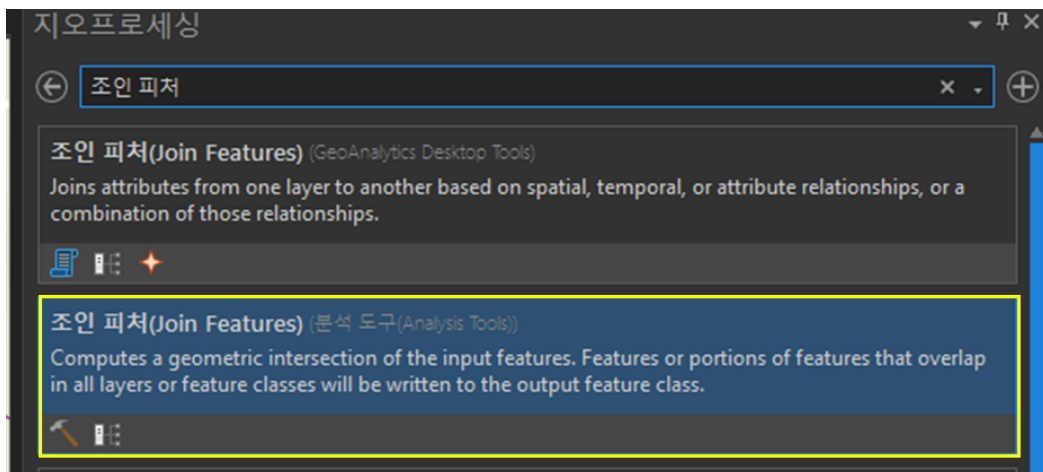 지오프로세싱
조인 피처
조인 피처(Join Features) (GeoAnalytics Desktop Tools)
Joins attributes from one layer to another based on spatial, temporal, or attribute relationships, or a
combination of those relationships.
조인 피처(Join Features) (분석 도구(Analysis Tools))
Computes a geometric intersection of the input features. Features or portions of features that overlap
in all layers or feature classes will be written to the output feature class.